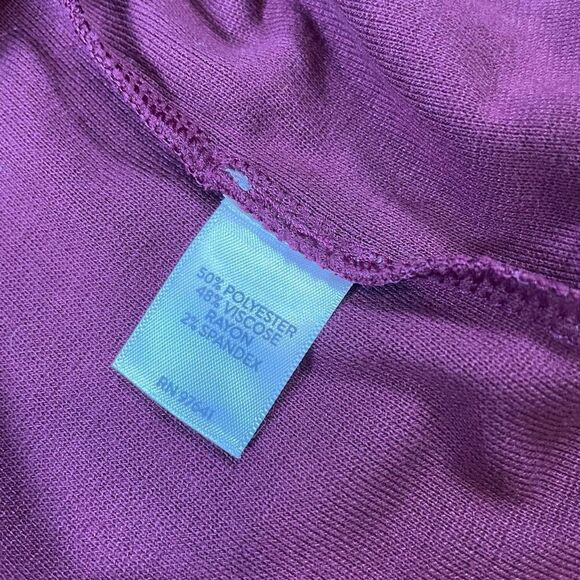 50% POLYESTER
48% VISCOSE
RAYON
2% SPANDEX
RN 97641